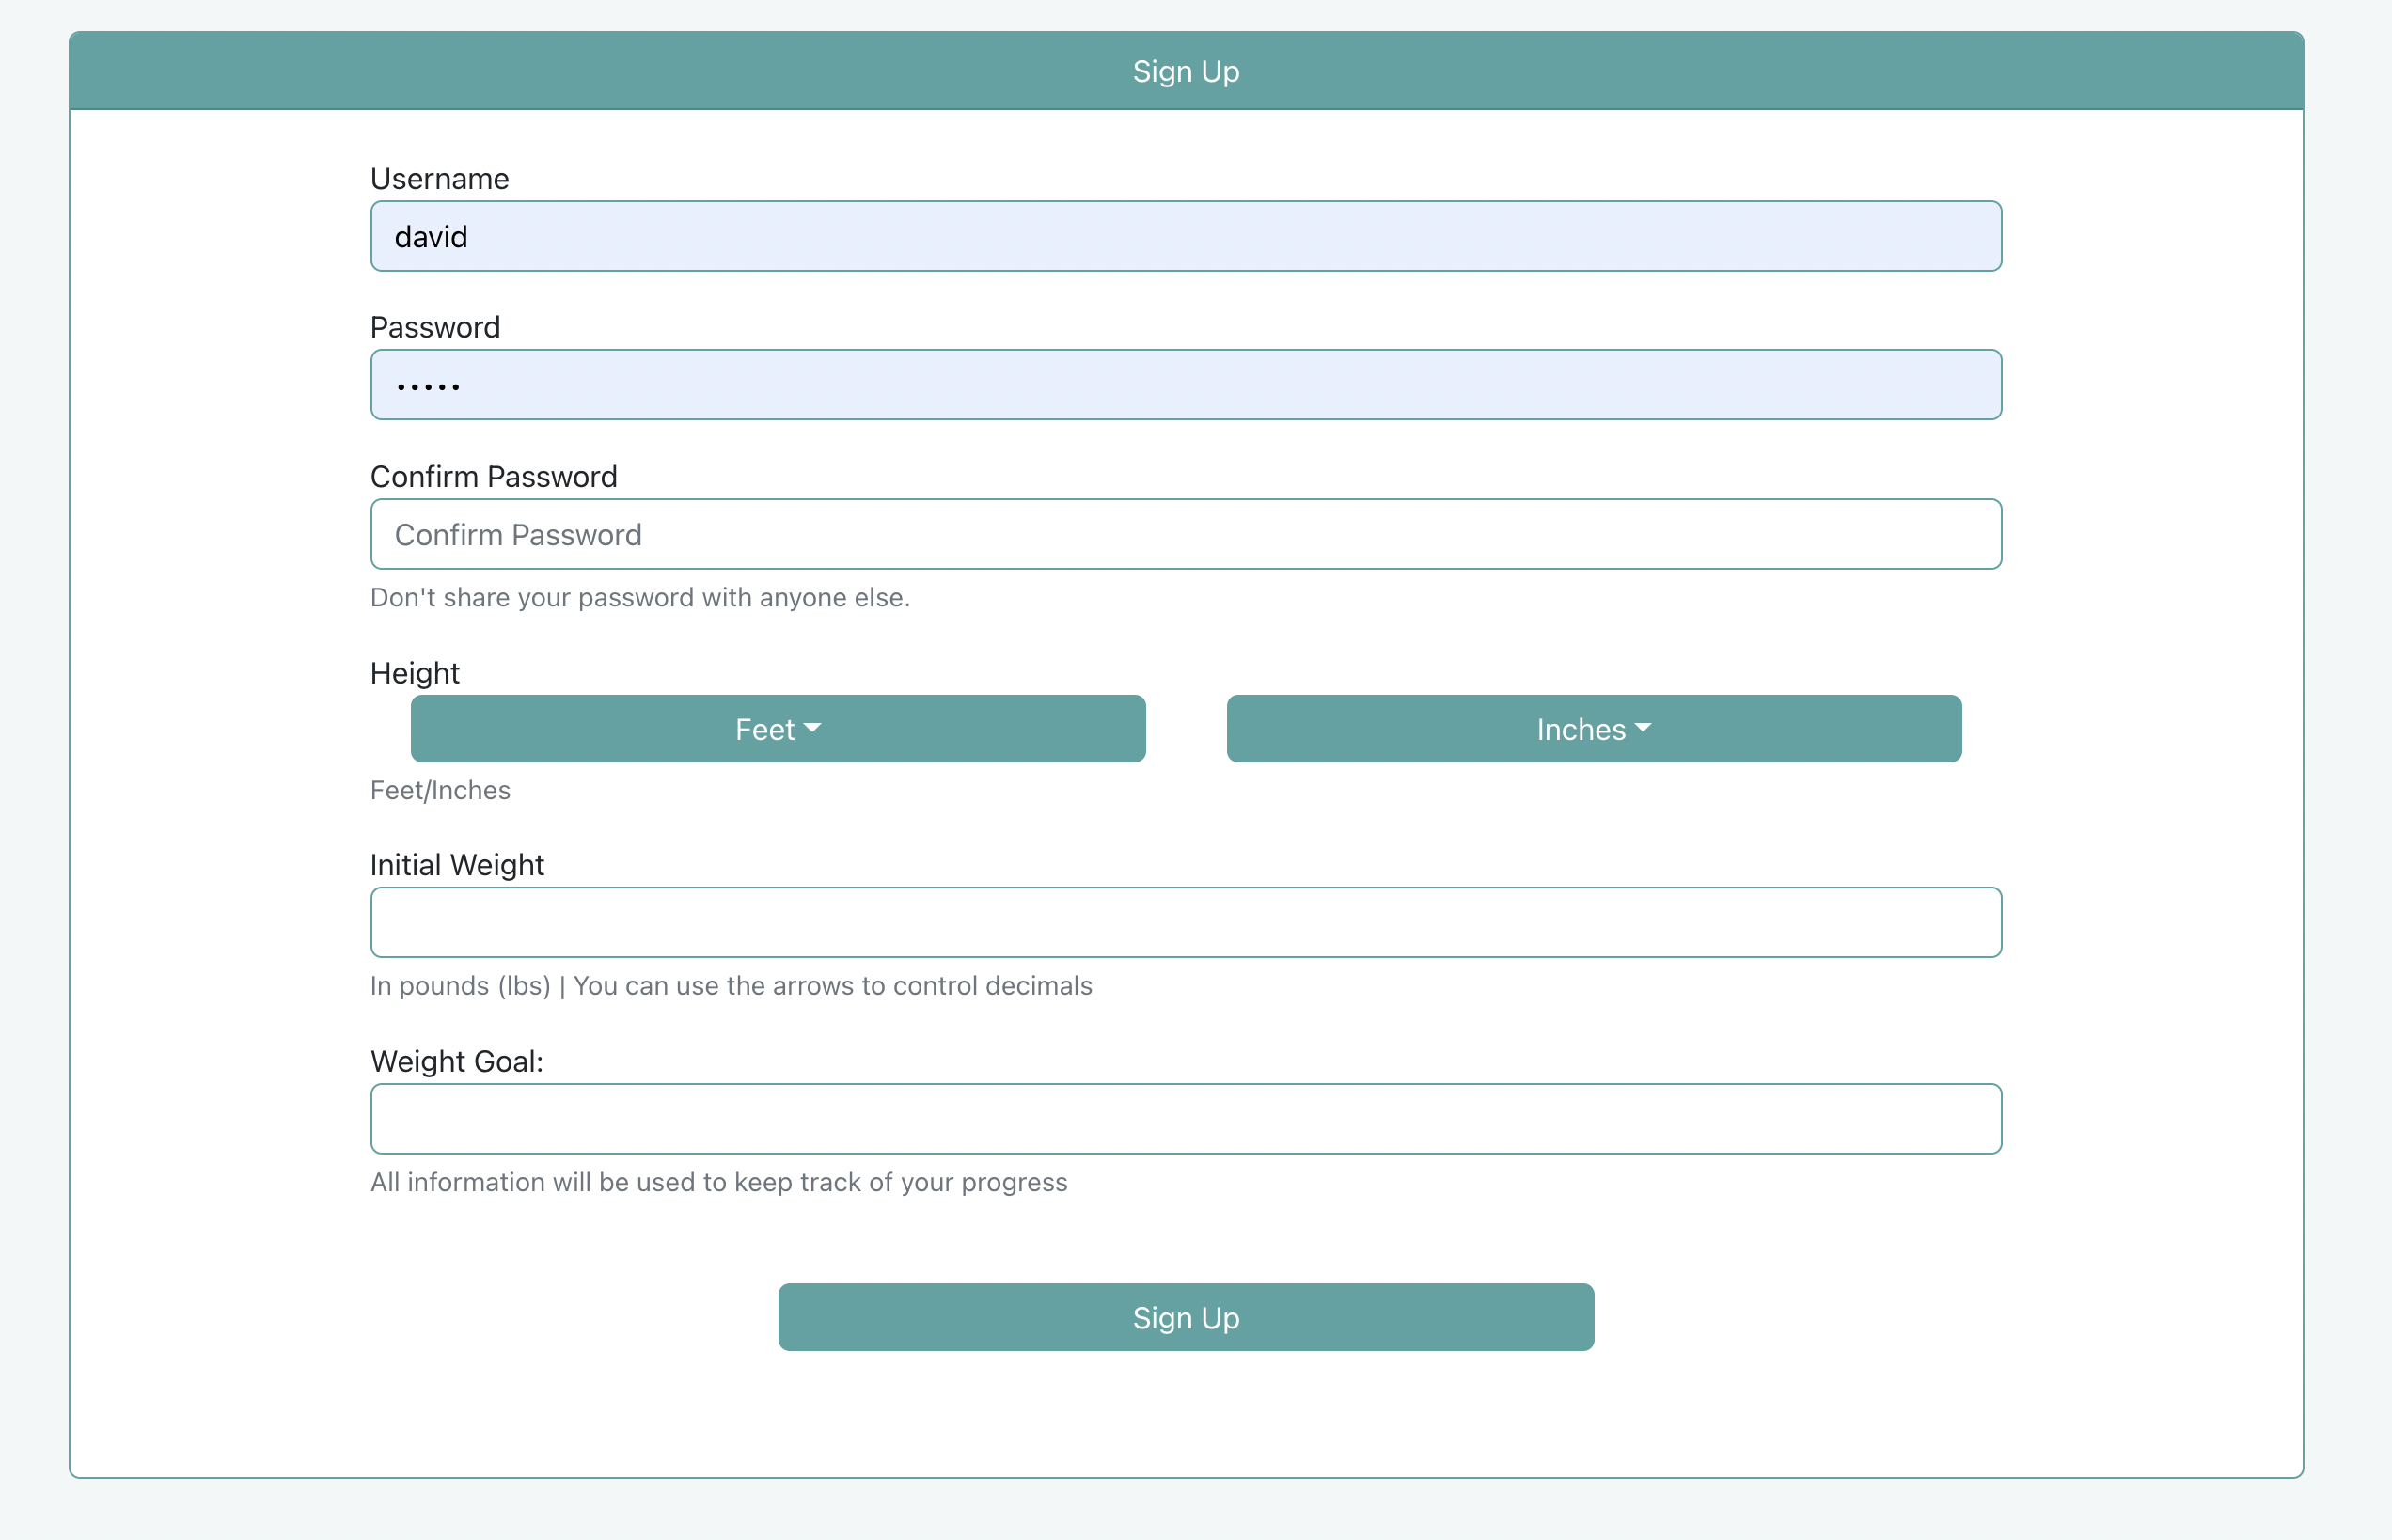 Sign Up
Username
david
Password
•••••
Confirm Password
Confirm Password
Don't share your password with anyone else.
Height
Feet Inches
Feet/Inches
Initial Weight
In pounds (lbs) | You can use the arrows to control decimals
Weight Goal:
All information will be used to keep track of your progress
Sign Up